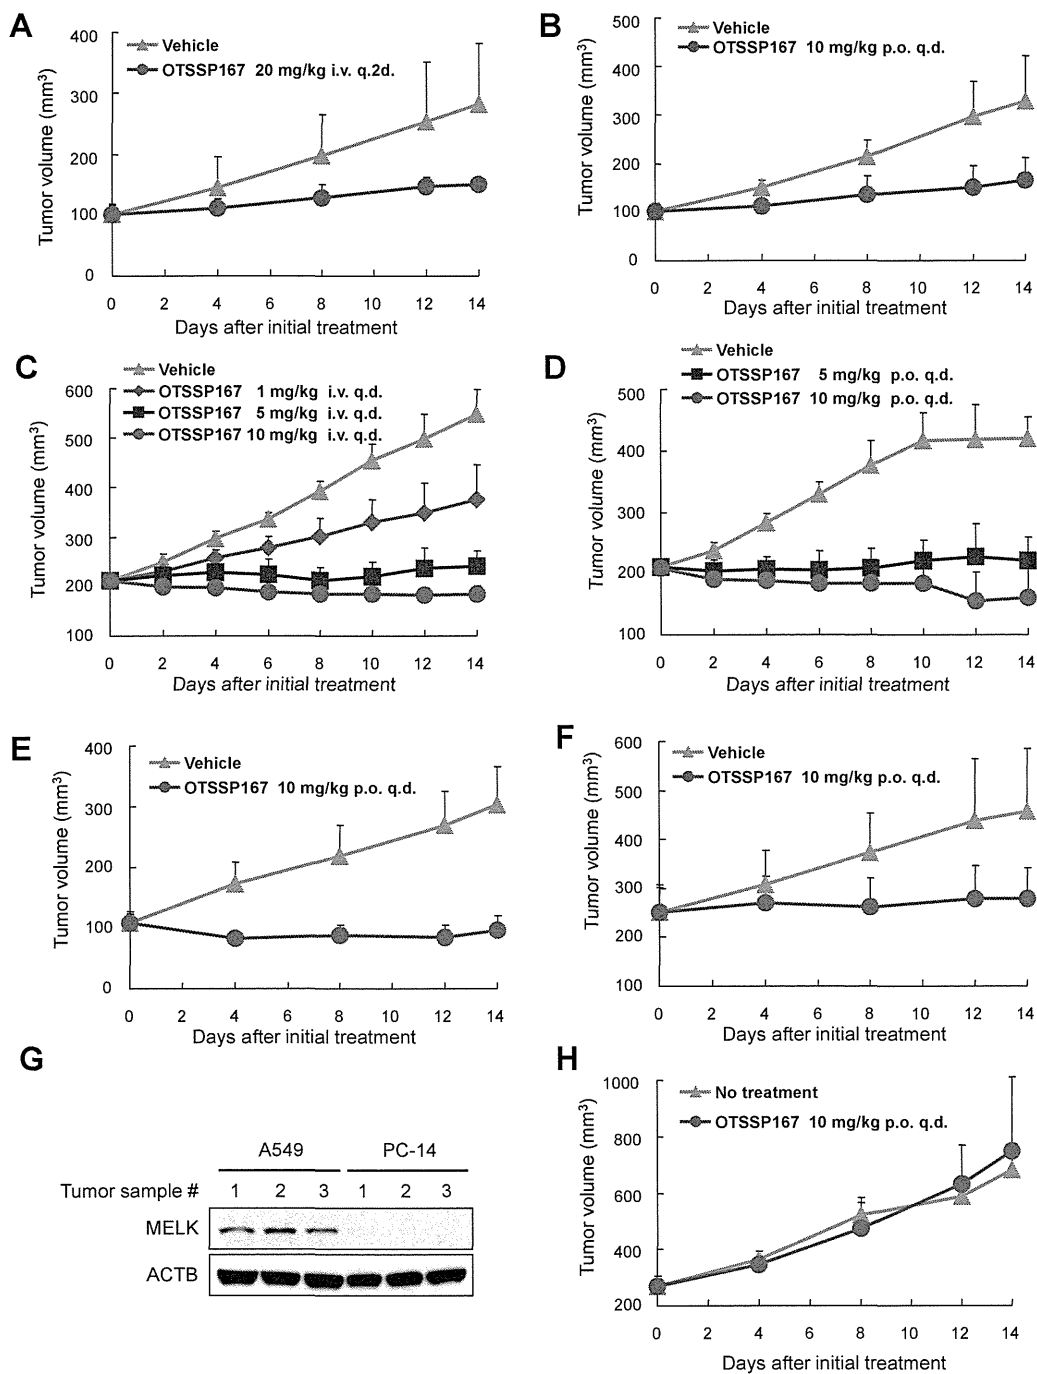 A
Tumor volume (mm3)
400
300
200
100
0
Vehicle
OTSSP167 20 mg/kg i.v. q.2d.
0 2 4 6 8 10 12 14
Days after initial treatment
B
Tumor volume (mm3)
500
400
300
200
100
0
Vehicle
OTSSP167 10 mg/kg p.o. q.d.
0 2 4 6 8 10 12 14
Days after initial treatment
C
Tumor volume (mm3)
600
500
400
300
200
100
Vehicle
OTSSP167 1 mg/kg i.v. q.d.
OTSSP167 5 mg/kg i.v. q.d.
OTSSP167 10 mg/kg i.v. q.d.
0 2 4 6 8 10 12 14
Days after initial treatment
D
Tumor volume (mm3)
500
400
300
200
100
Vehicle
OTSSP167 5 mg/kg p.o. q.d.
OTSSP167 10 mg/kg p.o. q.d.
0 2 4 6 8 10 12 14
Days after initial treatment
E
Tumor volume (mm3)
400
300
200
100
0
Vehicle
OTSSP167 10 mg/kg p.o. q.d.
0 2 4 6 8 10 12 14
Days after initial treatment
F
Tumor volume (mm3)
600
500
400
300
200
100
Vehicle
OTSSP167 10 mg/kg p.o. q.d.
0 2 4 6 8 10 12 14
Days after initial treatment
G
A549 PC-14
Tumor sample # 1 2 3 1 2 3
MELK
ACTB
H
Tumor volume (mm3)
1000
800
600
400
200
No treatment
OTSSP167 10 mg/kg p.o. q.d.
0 2 4 6 8 10 12 14
Days after initial treatment